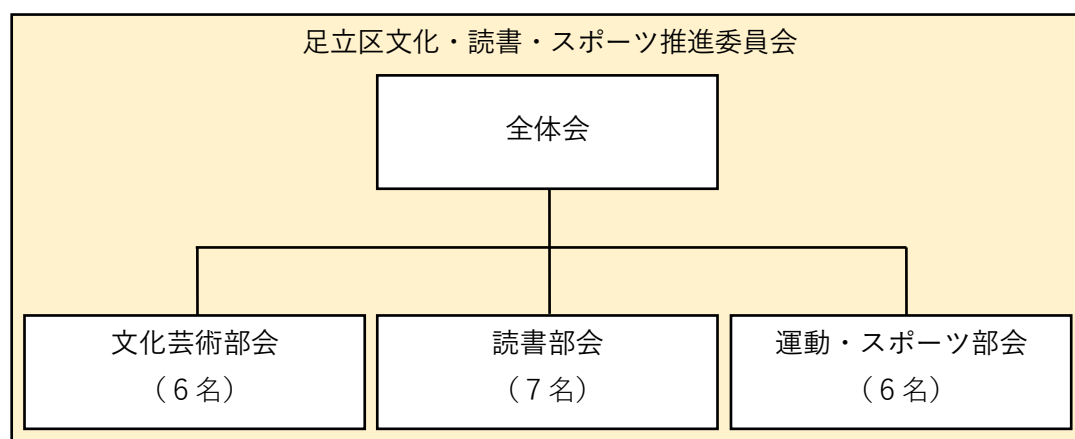 足立区文化・読書・スポーツ推進委員会
全体会
文化芸術部会
（６名）
読書部会
（７名）
運動・スポーツ部会
（６名）